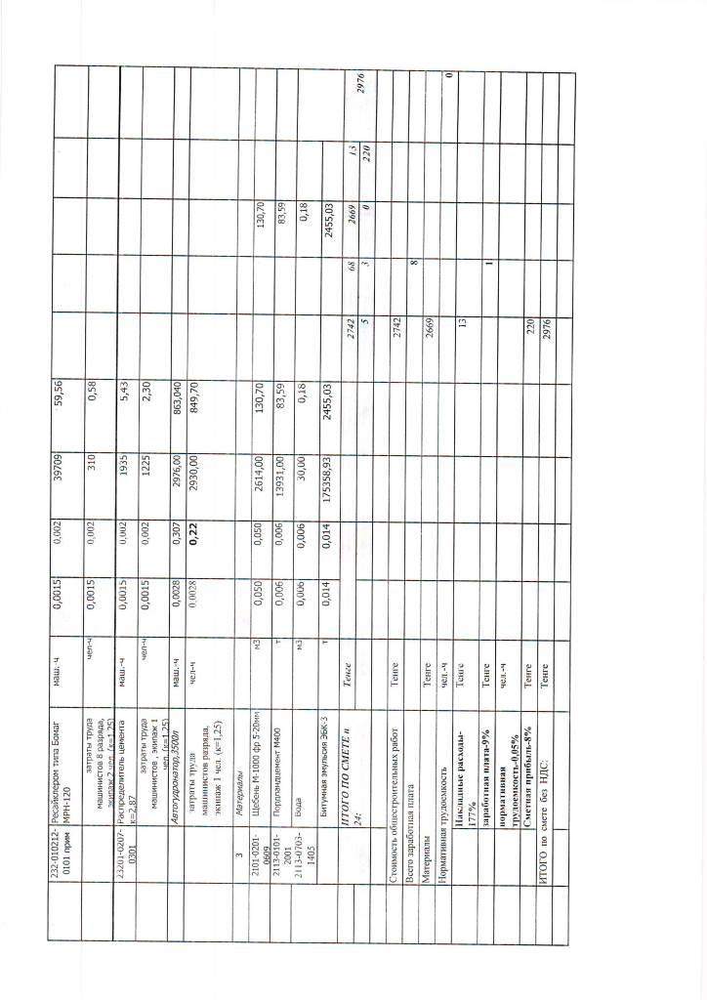 232-010212- Ресайклером типа Бомаг маш.-ч 0,0015 0,002 39709 59,56
0101 прим МРН-120
затраты труда чел-ч 0,0015 0,002 310 0,58
машинистов 8 разряда,
экипаж 2 чел. (к=1,25)
23201-0207- Распределитель цемента маш.-ч 0,0015 0,002 1935 5,43
0301 к=2,87
затраты труда чел-ч 0,0015 0,002 1225 2,30
машинистов , экипаж 1
чел. (к=1,25)
Автогудронатор,3500л маш.-ч 0,0028 0,307 2976,00 863,040
затраты труда чел-ч 0,0028 0,22 2930,00 849,70
машинистов разряда,
экипаж 1 чел. (к=1,25)
3 Материалы
2101-0201- Щебень М-1000 фр 5-20мм м3 0,050 0,050 2614,00 130,70 130,70
0609
2113-0101- Портландцемент М400 т 0,006 0,006 13931,00 83,59 83,59
2001
2113-0703- Вода м3 0,006 0,006 30,00 0,18 0,18
1405
Битумная эмульсия ЭБК-3 т 0,014 0,014 175358,93 2455,03 2455,03
ИТОГО ПО СМЕТЕ n Тенге 2742 68 2669 13
24: 5 3 0 220 2976
Стоимость общестроительных работ Тенге 2742
Всего заработная плата 8
Материалы Тенге 2669
Нормативная трудоемкость чел.-ч 0
Накладные расходы- Тенге 13
177%
заработная плата-9% Тенге 1
нормативная чел.-ч
трудоемкость-0,05%
Сметная прибыль-8% Тенге 220
ИТОГО по смете без НДС: Тенге 2976